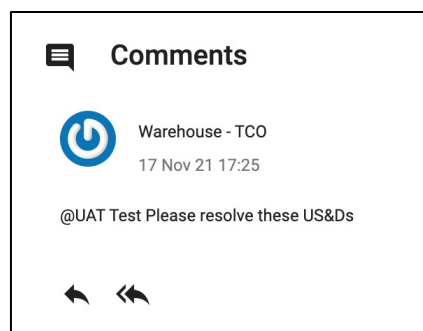 Comments
Warehouse - TCO
17 Nov 21 17:25
@UAT Test Please resolve these US&Ds